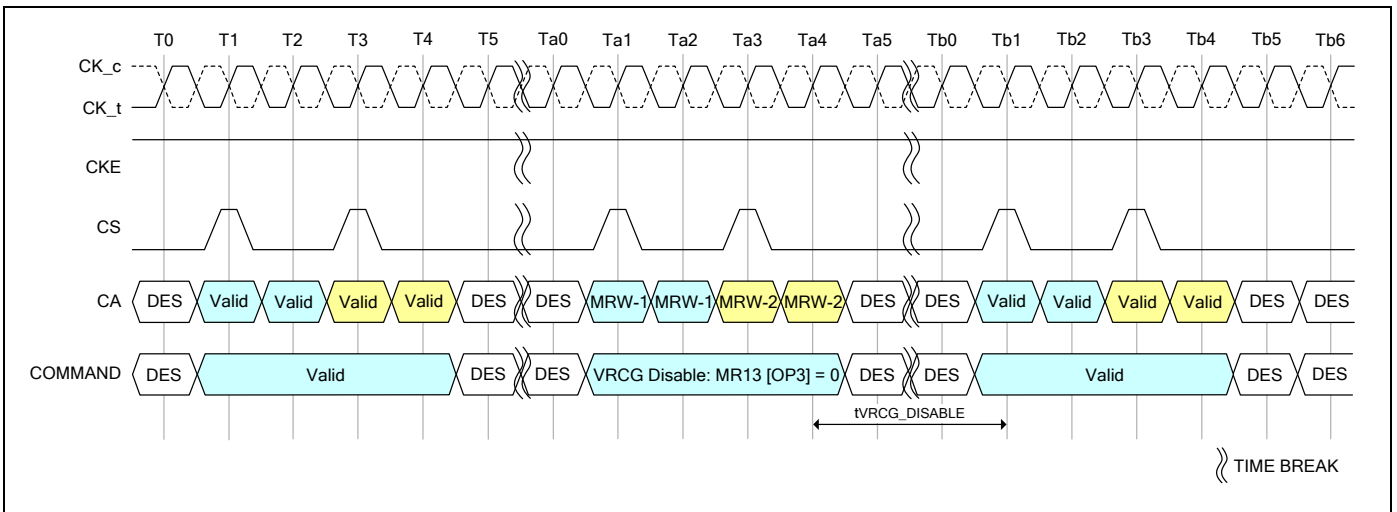 T0 T1 T2 T3 T4 T5 Ta0 Ta1 Ta2 Ta3 Ta4 Ta5 Tb0 Tb1 Tb2 Tb3 Tb4 Tb5 Tb6
CK_c
CK_t
CKE
CS
CA DES Valid Valid Valid Valid DES DES MRW-1 MRW-1 MRW-2 MRW-2 DES DES Valid Valid Valid Valid DES DES
COMMAND DES Valid DES DES VRCG Disable: MR13 [OP3] = 0 DES DES Valid DES DES
tVRCG_DISABLE
TIME BREAK